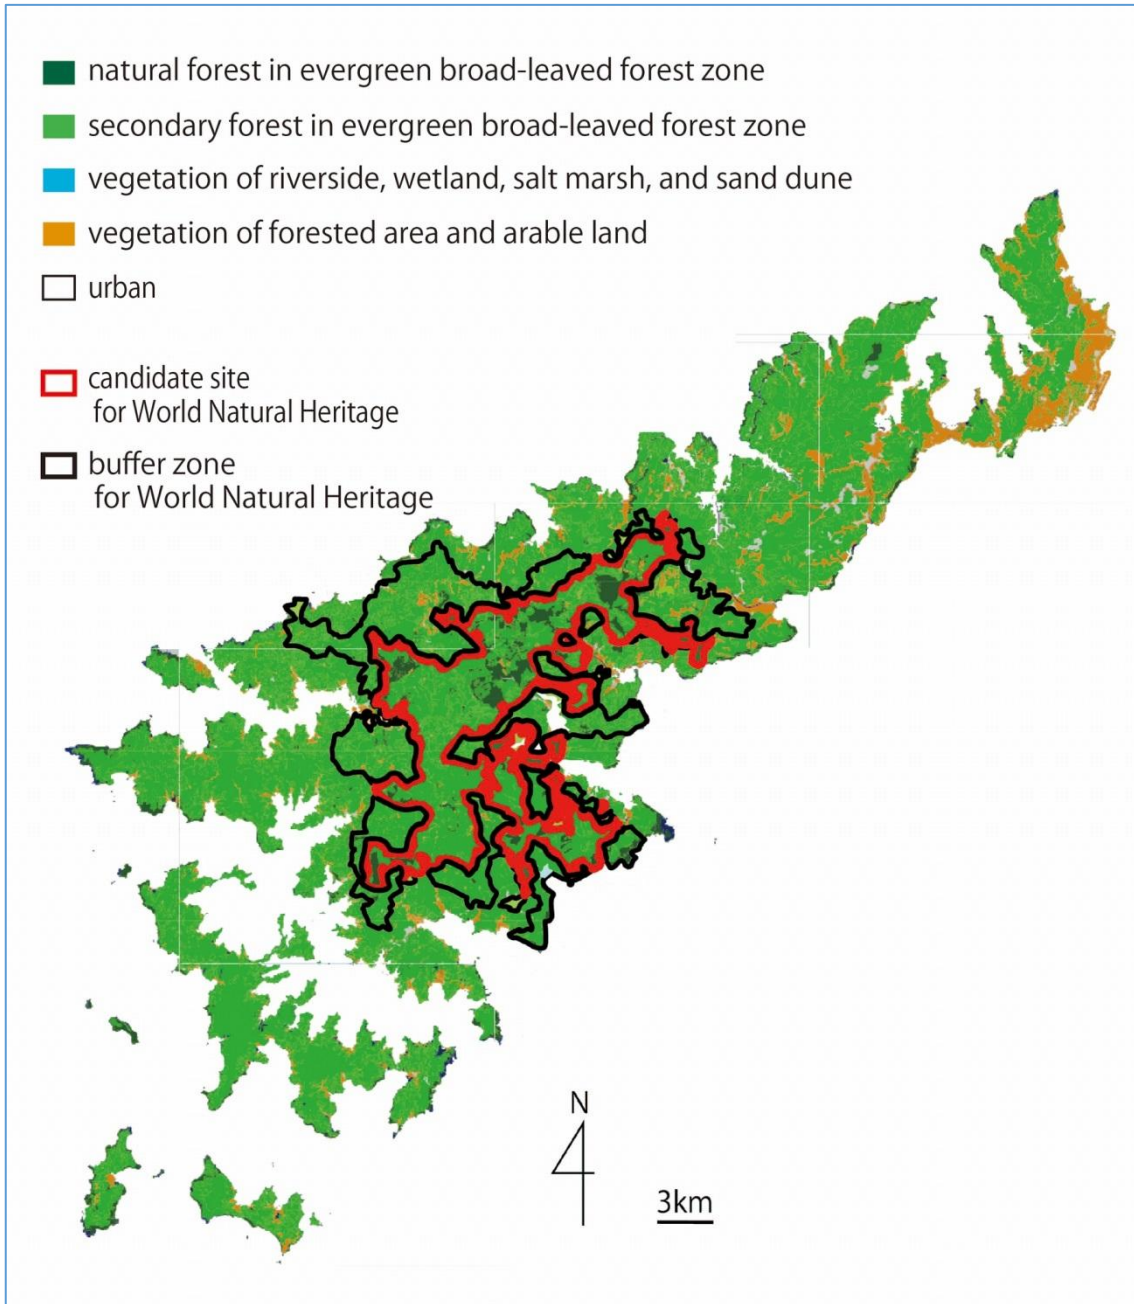 natural forest in evergreen broad-leaved forest zone
secondary forest in evergreen broad-leaved forest zone
vegetation of riverside, wetland, salt marsh, and sand dune
vegetation of forested area and arable land
urban
candidate site
for World Natural Heritage
buffer zone
for World Natural Heritage
N
3km